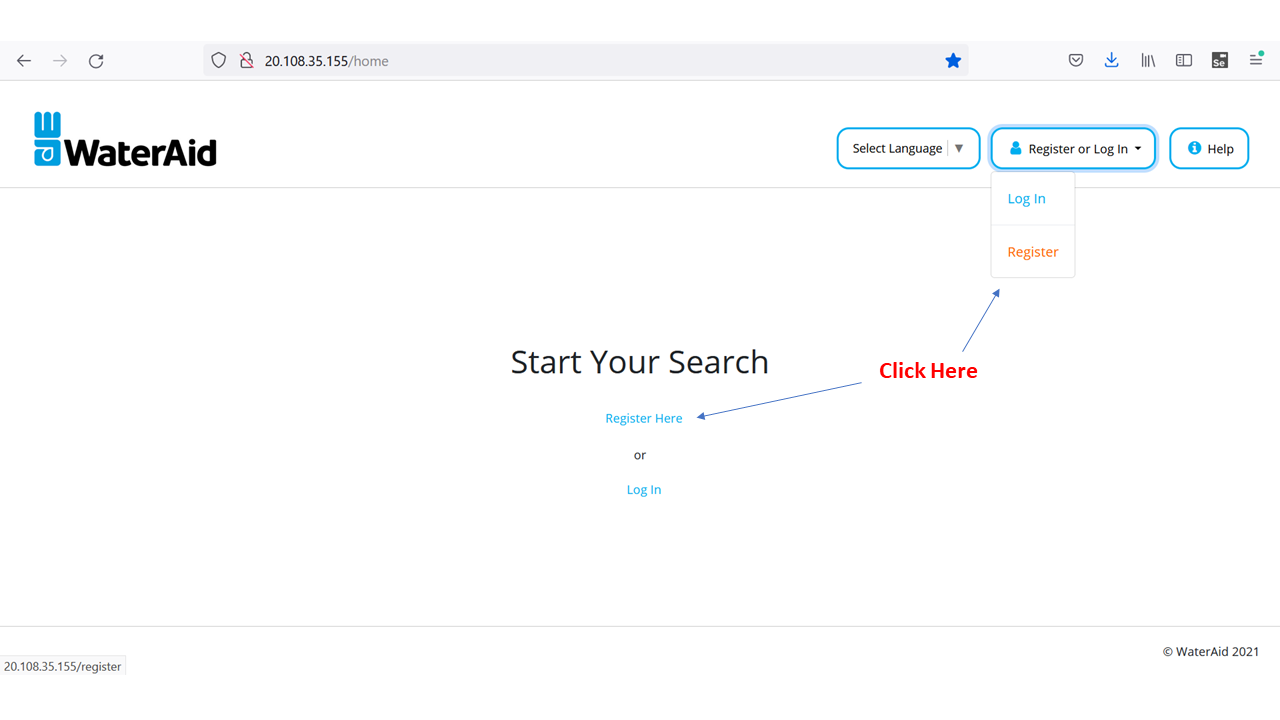 20.108.35.155/home
Se
WaterAid
Select Language ▼
Register or Log In
Help
Log In
Register
Start Your Search
Click Here
Register Here
or
Log In
© WaterAid 2021
20.108.35.155/register